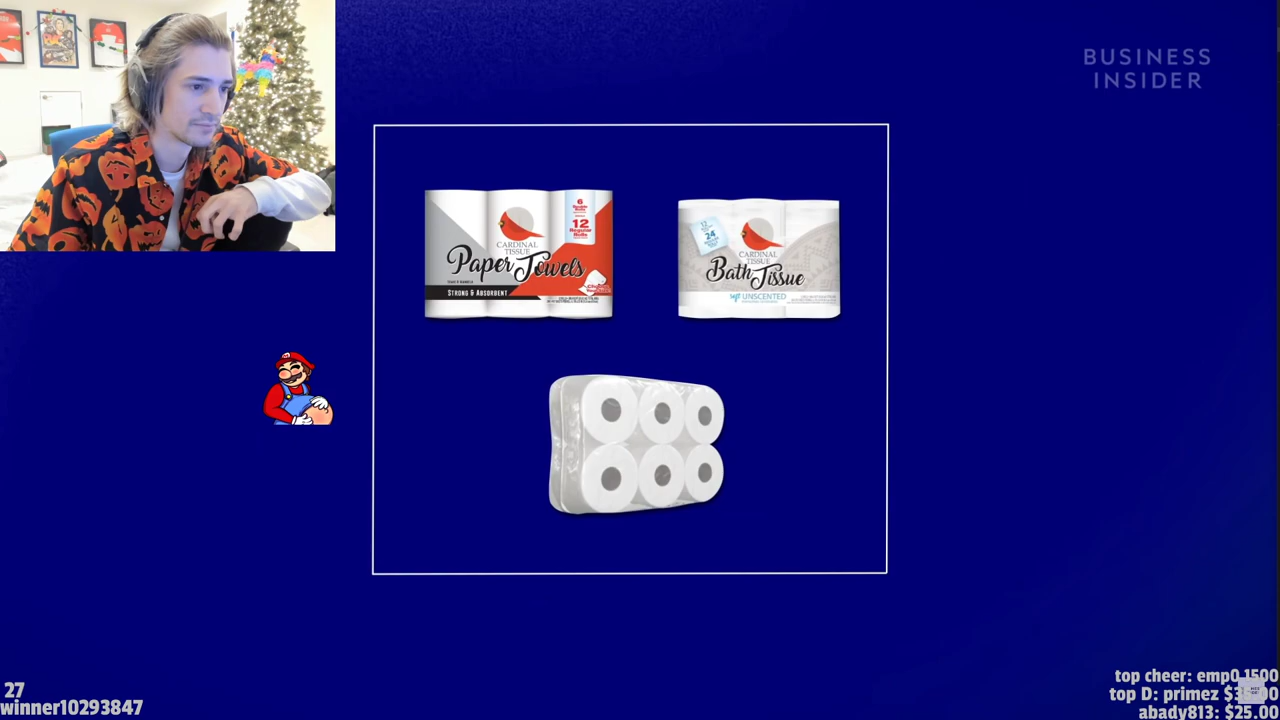 BUSINESS
INSIDER
6
12
Regular
Rolls
CARDINAL
TISSUE
Paper Towels
STRONG & ABSORBENT
24
CARDINAL
TISSUE
Bath Tissue
soft UNSCENTED
27
winner10293847
top cheer: emp0 1500
top D: primez
abady813: $25.00